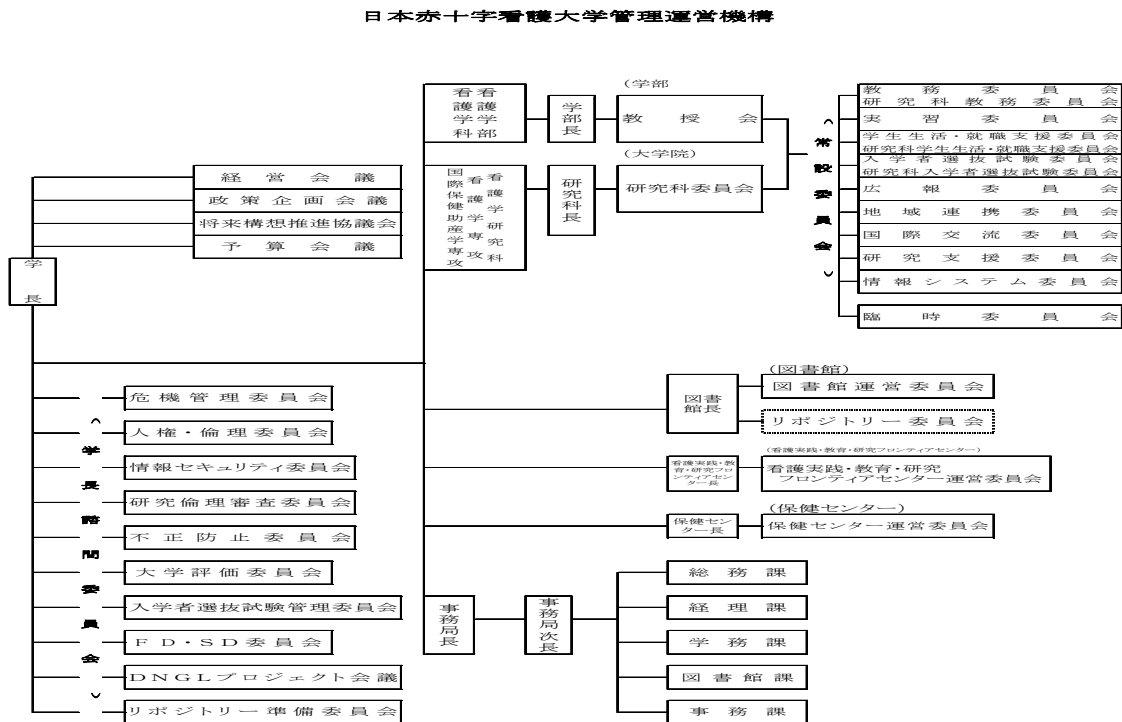 日本赤十字看護大学管理運営機構
学長
経営会議
政策企画会議
将来構想推進協議会
予算会議
看護学部
看護学科
学部長
(学部
教授会
看護学研究科
看護学専攻
国際保健助産学専攻
研究科長
(大学院)
研究科委員会
(常設委員会)
教務委員会
研究科教務委員会
実習委員会
学生生活・就職支援委員会
研究科学生生活・就職支援委員会
入学者選抜試験委員会
研究科入学者選抜試験委員会
広報委員会
地域連携委員会
国際交流委員会
研究支援委員会
情報システム委員会
臨時委員会
(学長諮問委員会)
危機管理委員会
人権・倫理委員会
情報セキュリティ委員会
研究倫理審査委員会
不正防止委員会
大学評価委員会
入学者選抜試験管理委員会
FD・SD委員会
DNGLプロジェクト会議
リポジトリー準備委員会
図書
館長
(図書館)
図書館運営委員会
リポジトリー委員会
看護実践・教
育・研究フロ
ンティアセン
ター長
(看護実践・教育・研究フロンティアセンター)
看護実践・教育・研究
フロンティアセンター運営委員会
保健セン
ター長
(保健センター)
保健センター運営委員会
事務局長
事務局次長
総務課
経理課
学務課
図書館課
事務課